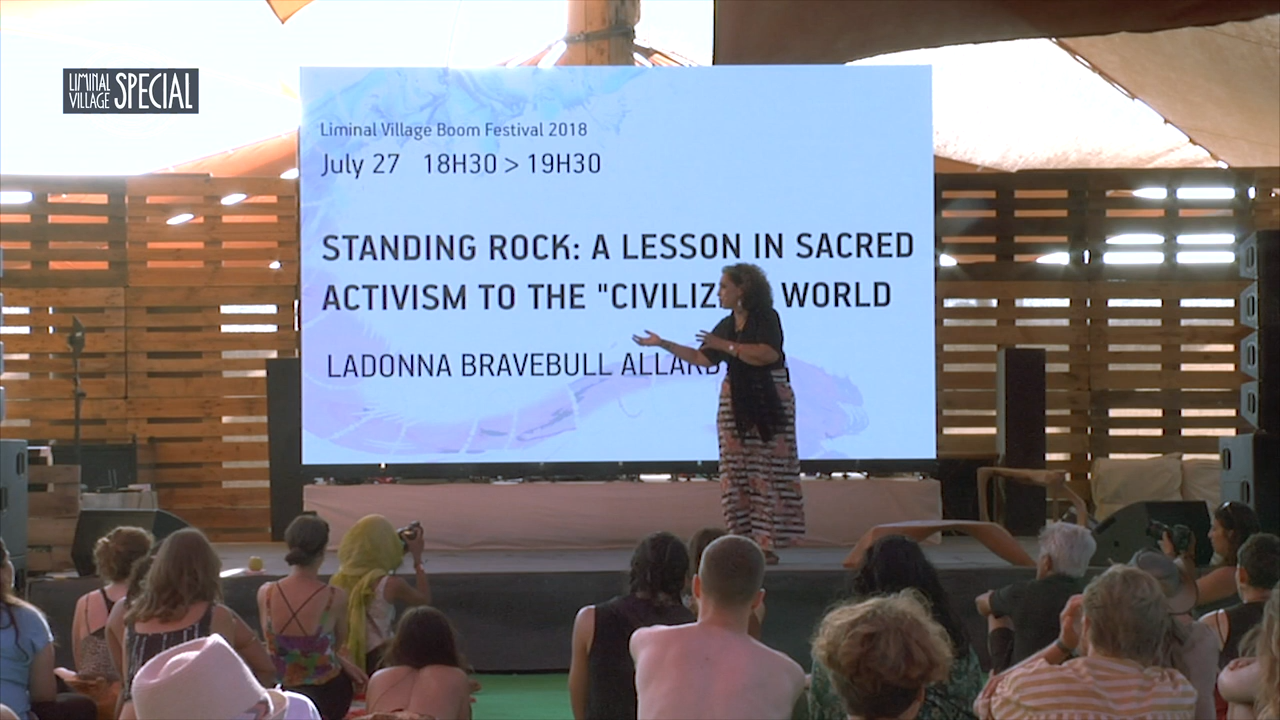 LIMINAL
VILLAGE SPECIAL
Liminal Village Boom Festival 2018
July 27 18H30 > 19H30
STANDING ROCK: A LESSON IN SACRED
ACTIVISM TO THE "CIVILIZ WORLD
LADONNA BRAVEBULL ALLARD